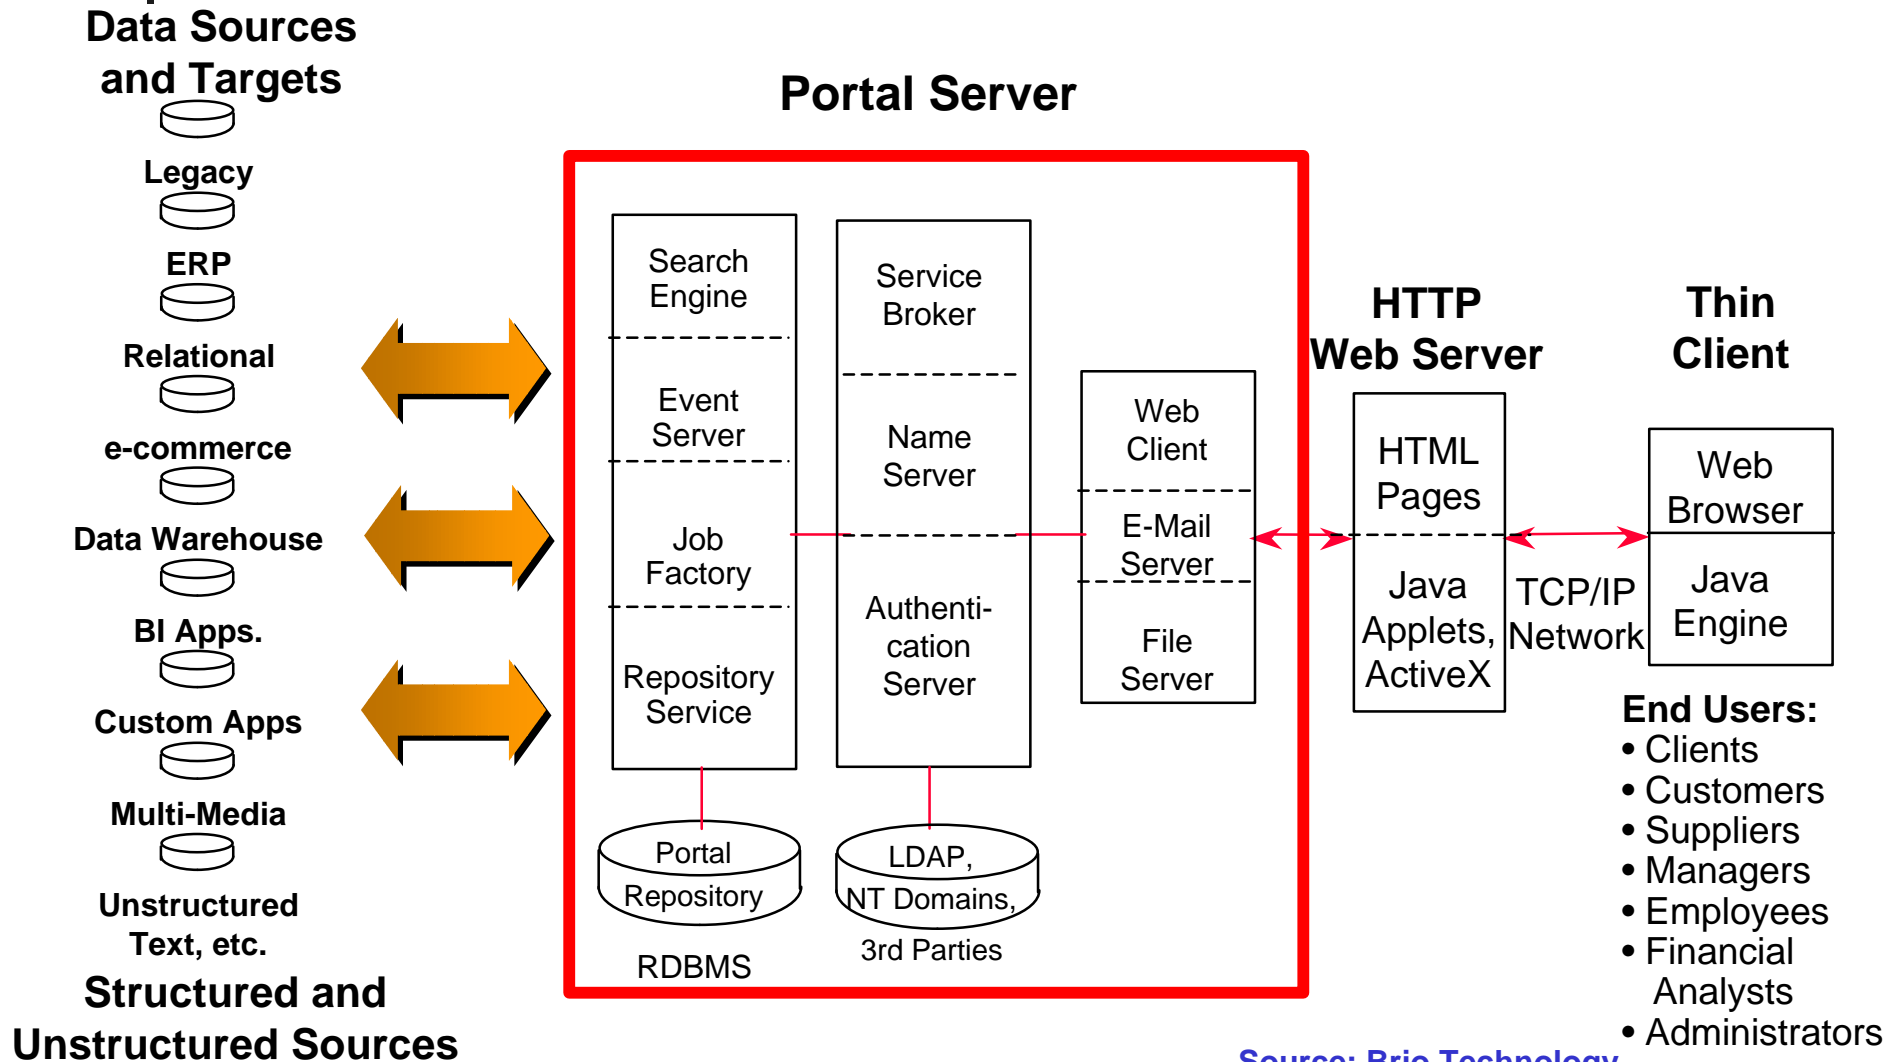 Data Sources
and Targets
Legacy
ERP
Relational
e-commerce
Data Warehouse
BI Apps.
Custom Apps
Multi-Media
Unstructured
Text, etc.
Structured and
Unstructured Sources
Portal Server
Search
Engine
Event
Server
Job
Factory
Repository
Service
Portal
Repository
RDBMS
Service
Broker
Name
Server
Authenti-
cation
Server
LDAP,
NT Domains,
3rd Parties
Web
Client
E-Mail
Server
File
Server
HTTP
Web Server
HTML
Pages
Java
Applets,
ActiveX
TCP/IP
Network
Thin
Client
Web
Browser
Java
Engine
End Users:
• Clients
• Customers
• Suppliers
• Managers
• Employees
• Financial
Analysts
• Administrators
Source: Brio Technology